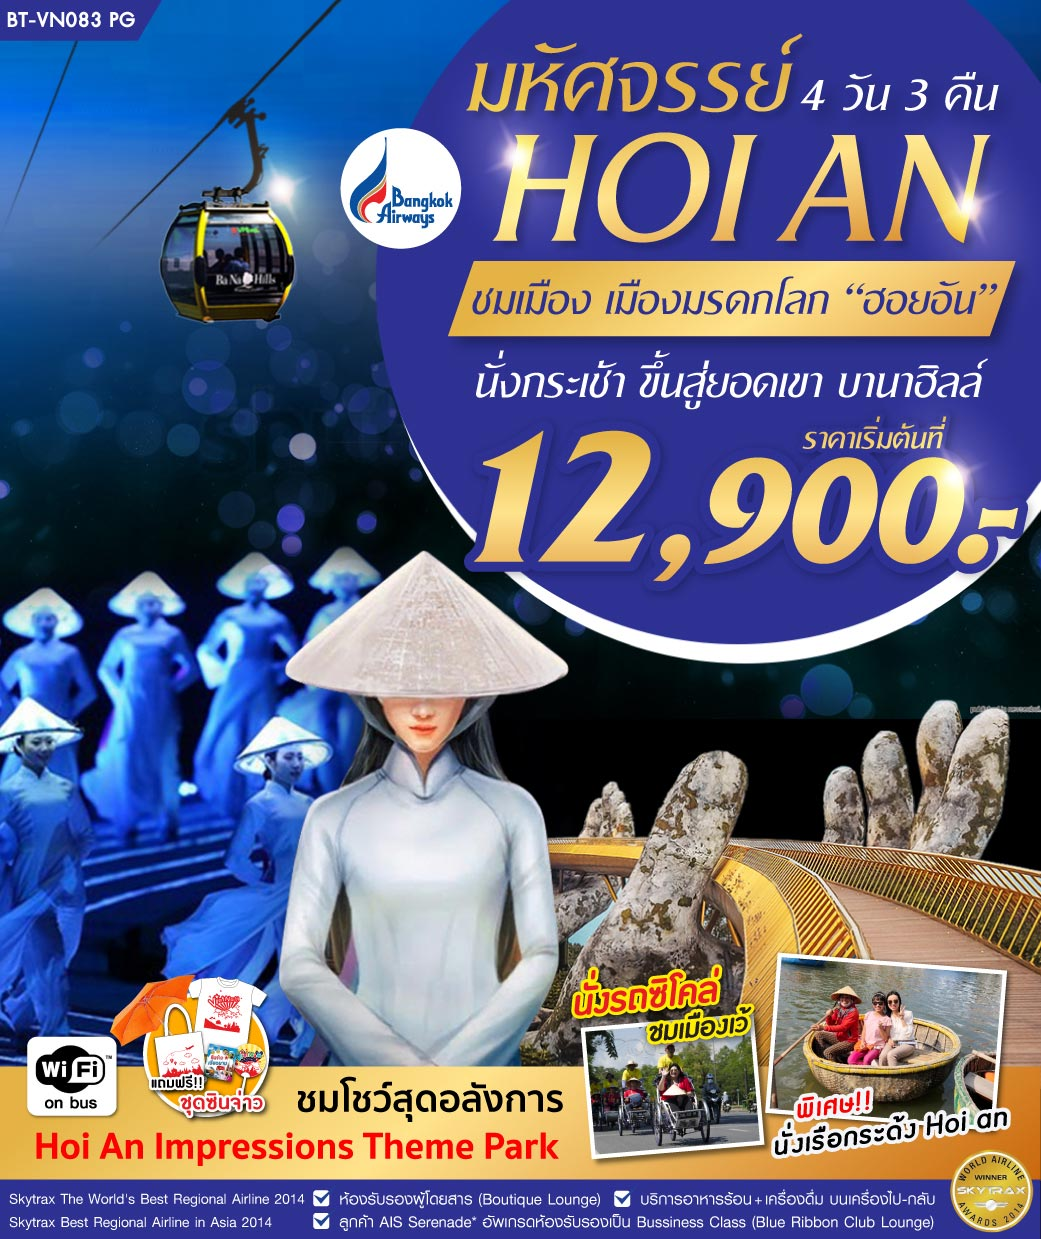 BT-VN083 PG
มหัศจรรย์ 4 วัน 3 คืน
Bangkok
Airways
HOI AN
ชมเมือง เมืองมรดกโลก “ฮอยอัน”
Bà Nà Hills
นั่งกระเช้า ขึ้นสู่ยอดเขา บานาฮิลล์
ราคาเริ่มต้นที่
12,900.-
นั่งรถซิโคล่
ชมเมืองเว้
Wi Fi ™
on bus
แถมฟรี!!
ชุดซินจ่าว
พิเศษ!!
นั่งเรือกระด้ง Hoi an
ชมโชว์สุดอลังการ
Hoi An Impressions Theme Park
Skytrax The World's Best Regional Airline 2014 ห้องรับรองผู้โดยสาร (Boutique Lounge) บริการอาหารร้อน+เครื่องดื่ม บนเครื่องไป-กลับ
Skytrax Best Regional Airline in Asia 2014 ลูกค้า AIS Serenade* อัพเกรดห้องรับรองเป็น Bussiness Class (Blue Ribbon Club Lounge)
WORLD AIRLINE
WINNER
SKYTRAX
AWARDS 2014